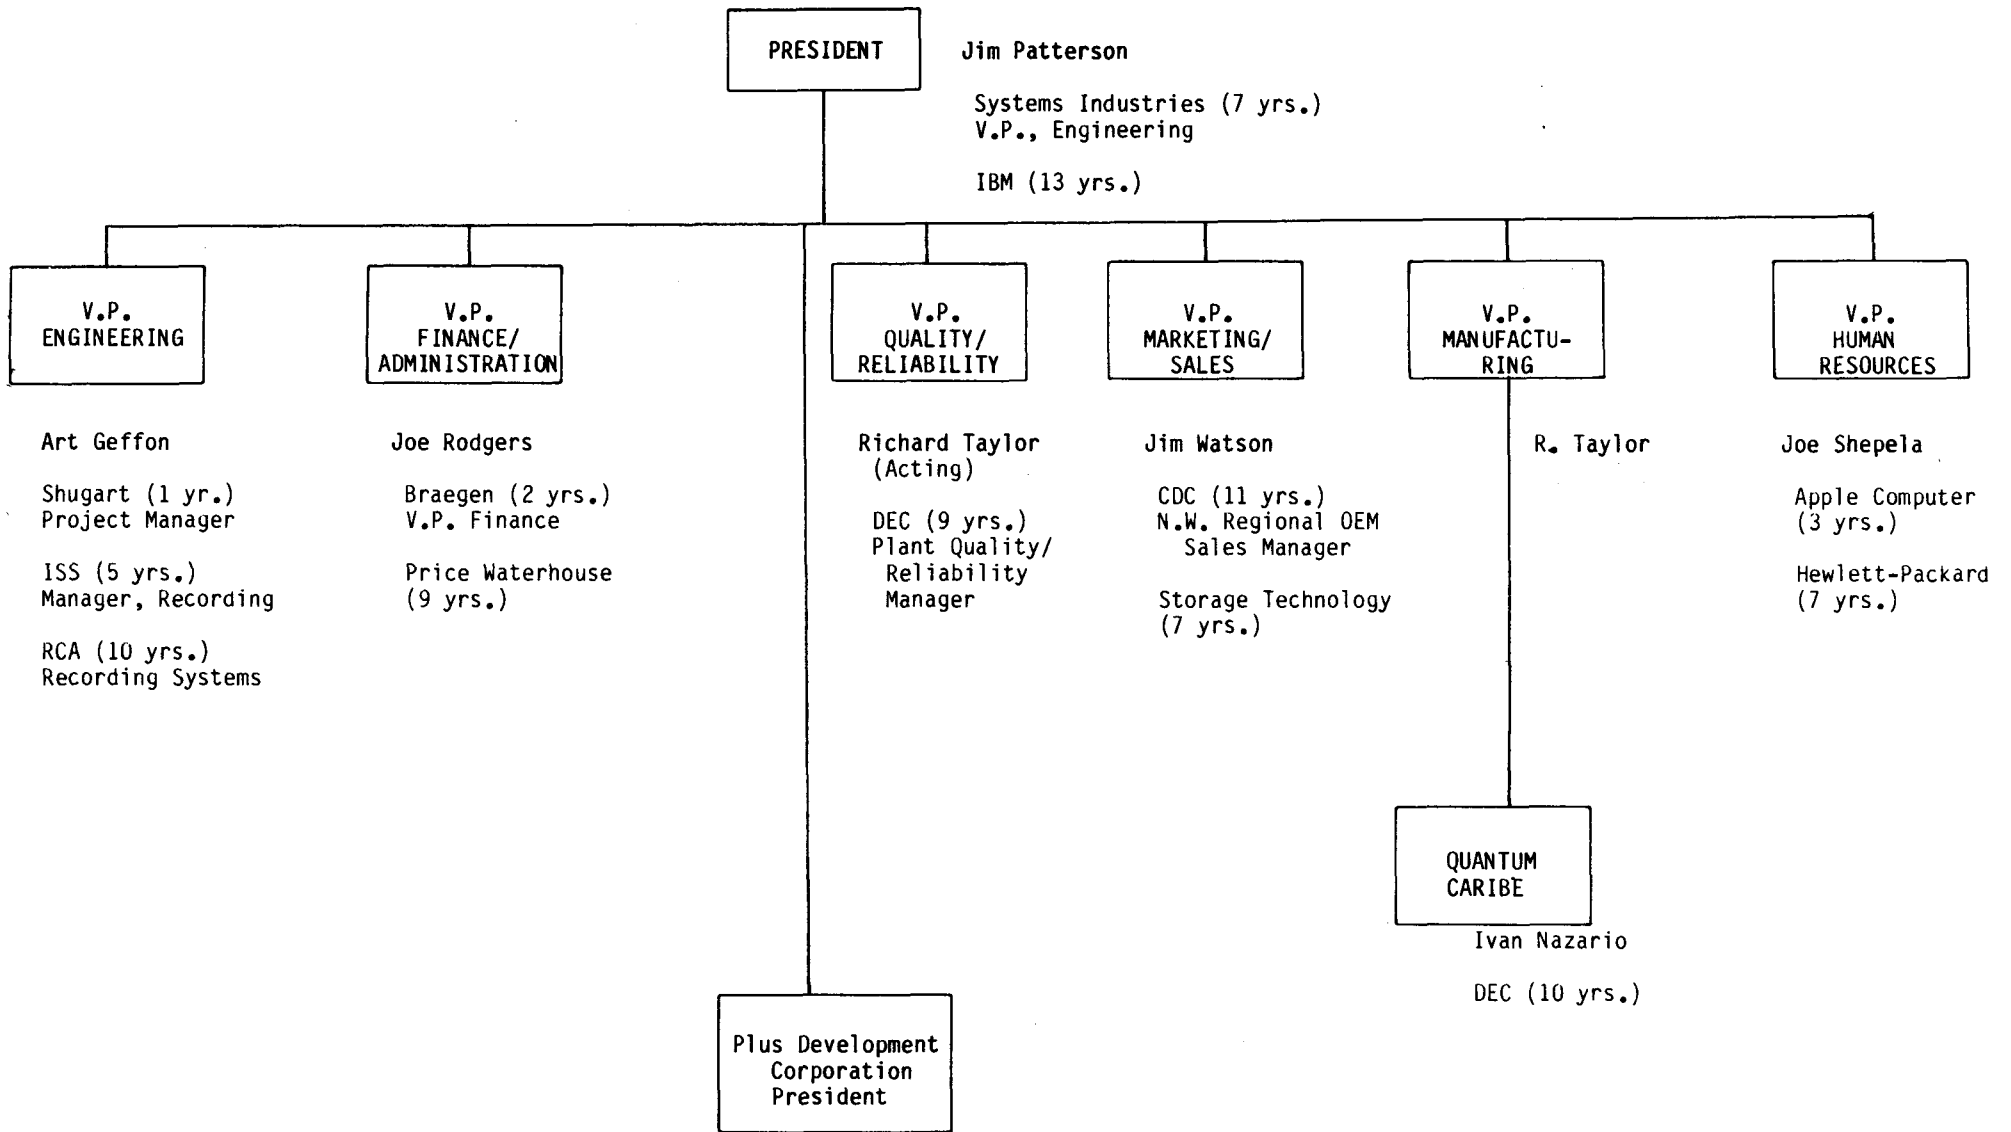 PRESIDENT
Jim Patterson
Systems Industries (7 yrs.)
V.P., Engineering
IBM (13 yrs.)
V.P.
ENGINEERING
Art Geffon
Shugart (1 yr.)
Project Manager
ISS (5 yrs.)
Manager, Recording
RCA (10 yrs.)
Recording Systems
V.P.
FINANCE/
ADMINISTRATION
Joe Rodgers
Braegen (2 yrs.)
V.P. Finance
Price Waterhouse
(9 yrs.)
V.P.
QUALITY/
RELIABILITY
Richard Taylor
(Acting)
DEC (9 yrs.)
Plant Quality/
Reliability
Manager
V.P.
MARKETING/
SALES
Jim Watson
CDC (11 yrs.)
N.W. Regional OEM
Sales Manager
Storage Technology
(7 yrs.)
V.P.
MANUFACTU-
RING
R. Taylor
V.P.
HUMAN
RESOURCES
Joe Shepela
Apple Computer
(3 yrs.)
Hewlett-Packard
(7 yrs.)
QUANTUM
CARIBE
Ivan Nazario
DEC (10 yrs.)
Plus Development
Corporation
President